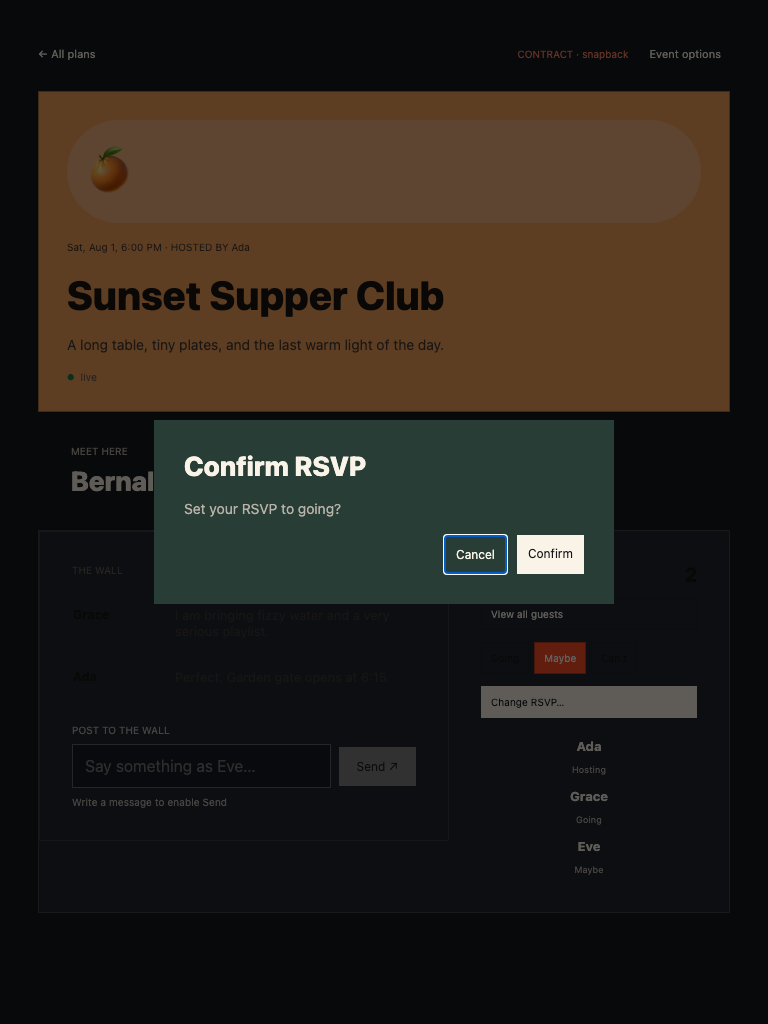 ← All plans
CONTRACT · snapback
Event options
Sat, Aug 1, 6:00 PM · HOSTED BY Ada
Sunset Supper Club
A long table, tiny plates, and the last warm light of the day.
live
MEET HERE
Bernal
Confirm RSVP
Set your RSVP to going?
Cancel
Confirm
THE WALL
2
Grace
I am bringing fizzy water and a very
serious playlist.
Ada
Perfect. Garden gate opens at 6:15.
View all guests
Going
Maybe
Can't
Change RSVP…
POST TO THE WALL
Say something as Eve…
Send ↗
Write a message to enable Send
Ada
Hosting
Grace
Going
Eve
Maybe